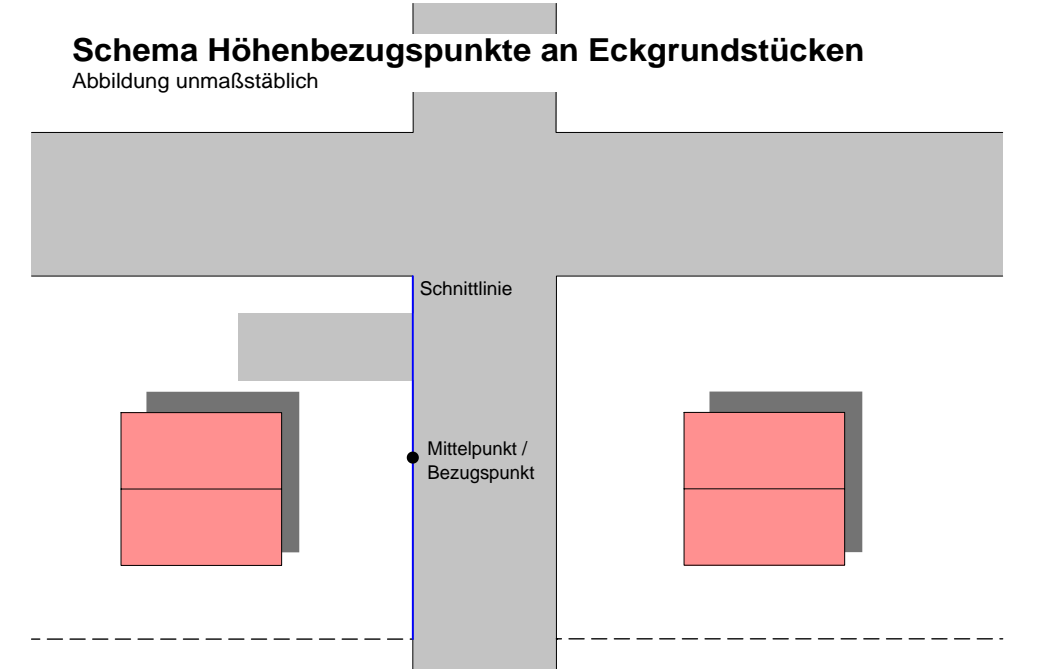 Schema Höhenbezugspunkte an Eckgrundstücken
Abbildung unmaßstäblich
Schnittlinie
Mittelpunkt /
Bezugspunkt